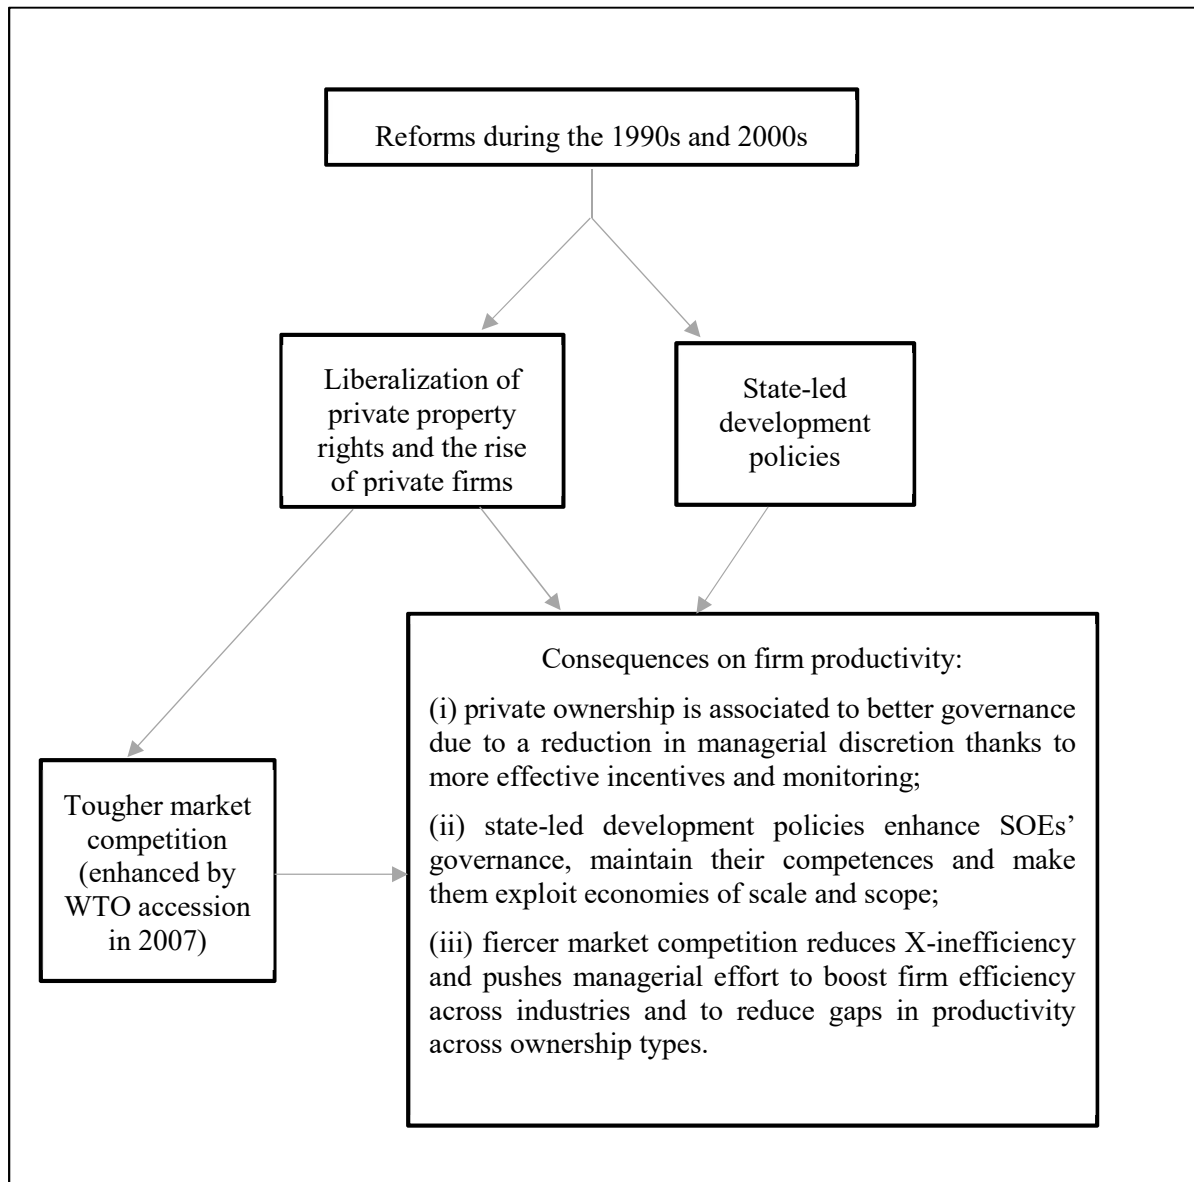 Reforms during the 1990s and 2000s
Liberalization of
private property
rights and the rise
of private firms
State-led
development
policies
Tougher market
competition
(enhanced by
WTO accession
in 2007)
Consequences on firm productivity:
(i) private ownership is associated to better governance
due to a reduction in managerial discretion thanks to
more effective incentives and monitoring;
(ii) state-led development policies enhance SOEs’
governance, maintain their competences and make
them exploit economies of scale and scope;
(iii) fiercer market competition reduces X-inefficiency
and pushes managerial effort to boost firm efficiency
across industries and to reduce gaps in productivity
across ownership types.